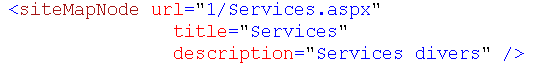 <siteMapNode url="1/Services.aspx"
title="Services"
description="Services divers" />